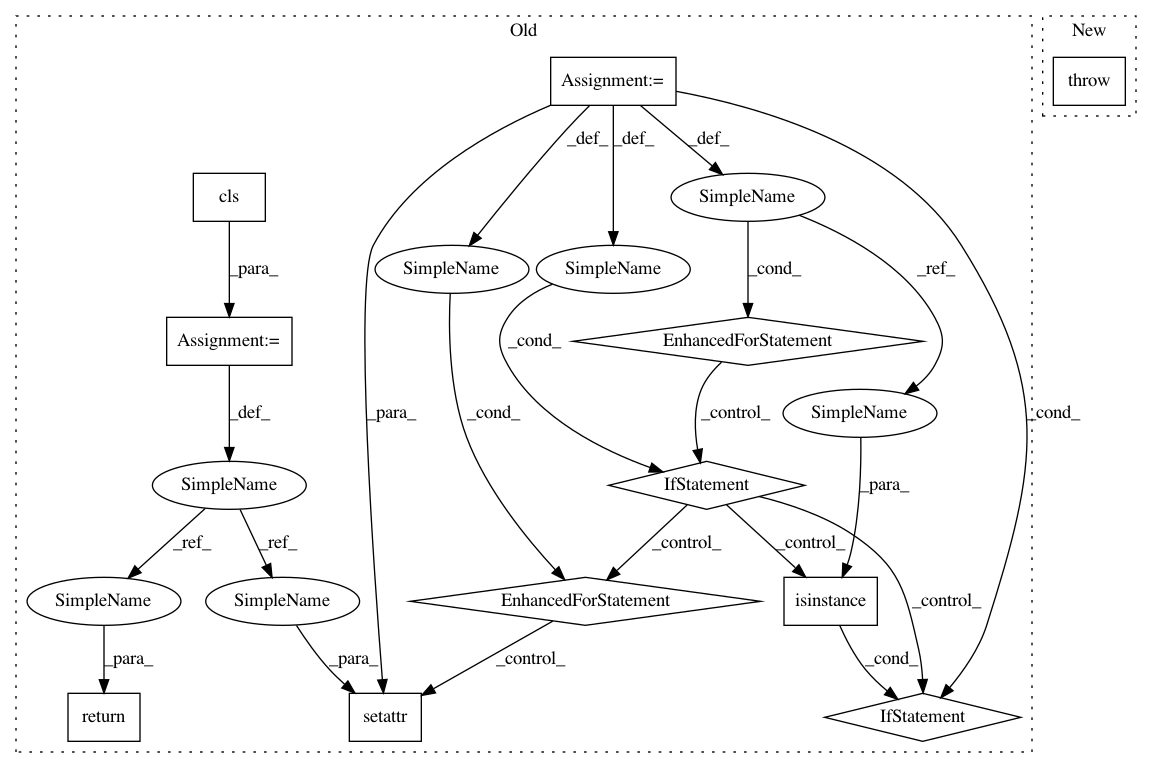 Old
New
Assignment:=
throw
_def_
_def_
_def_
cls
SimpleName
_para_
SimpleName
SimpleName
_cond_
_ref_
Assignment:=
_cond_
EnhancedForStatement
_def_
_para_
_cond_
_control_
SimpleName
_cond_
SimpleName
IfStatement
_para_
_ref_
_ref_
_control_
_control_
SimpleName
SimpleName
EnhancedForStatement
isinstance
_control_
_para_
_para_
_control_
_cond_
return
setattr
IfStatement